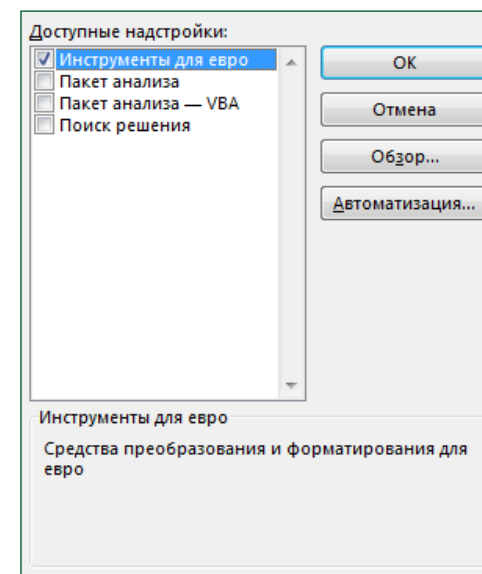 Доступные надстройки:
Инструменты для евро
Пакет анализа
Пакет анализа — VBA
Поиск решения
ОК
Отмена
Обзор...
Автоматизация...
Инструменты для евро
Средства преобразования и форматирования для
евро